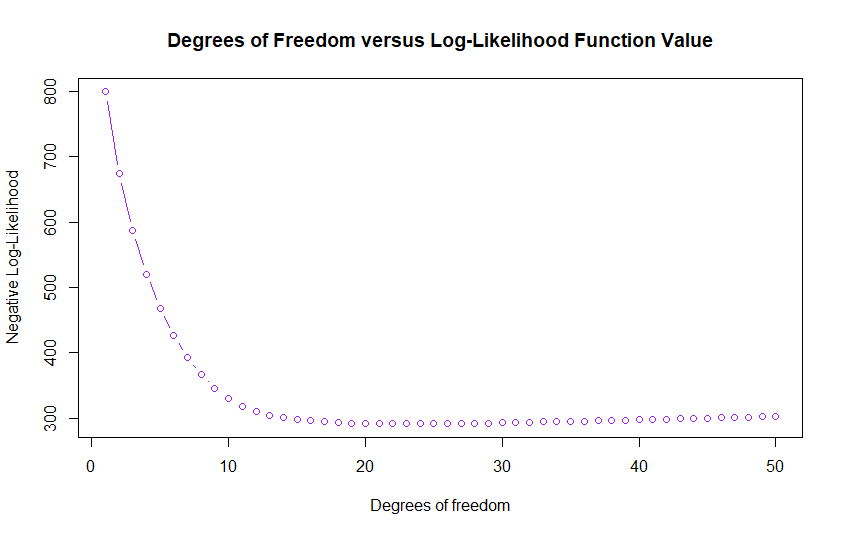 Degrees of Freedom versus Log-Likelihood Function Value
Negative Log-Likelihood
800
700
600
500
400
300
0 10 20 30 40 50
Degrees of freedom